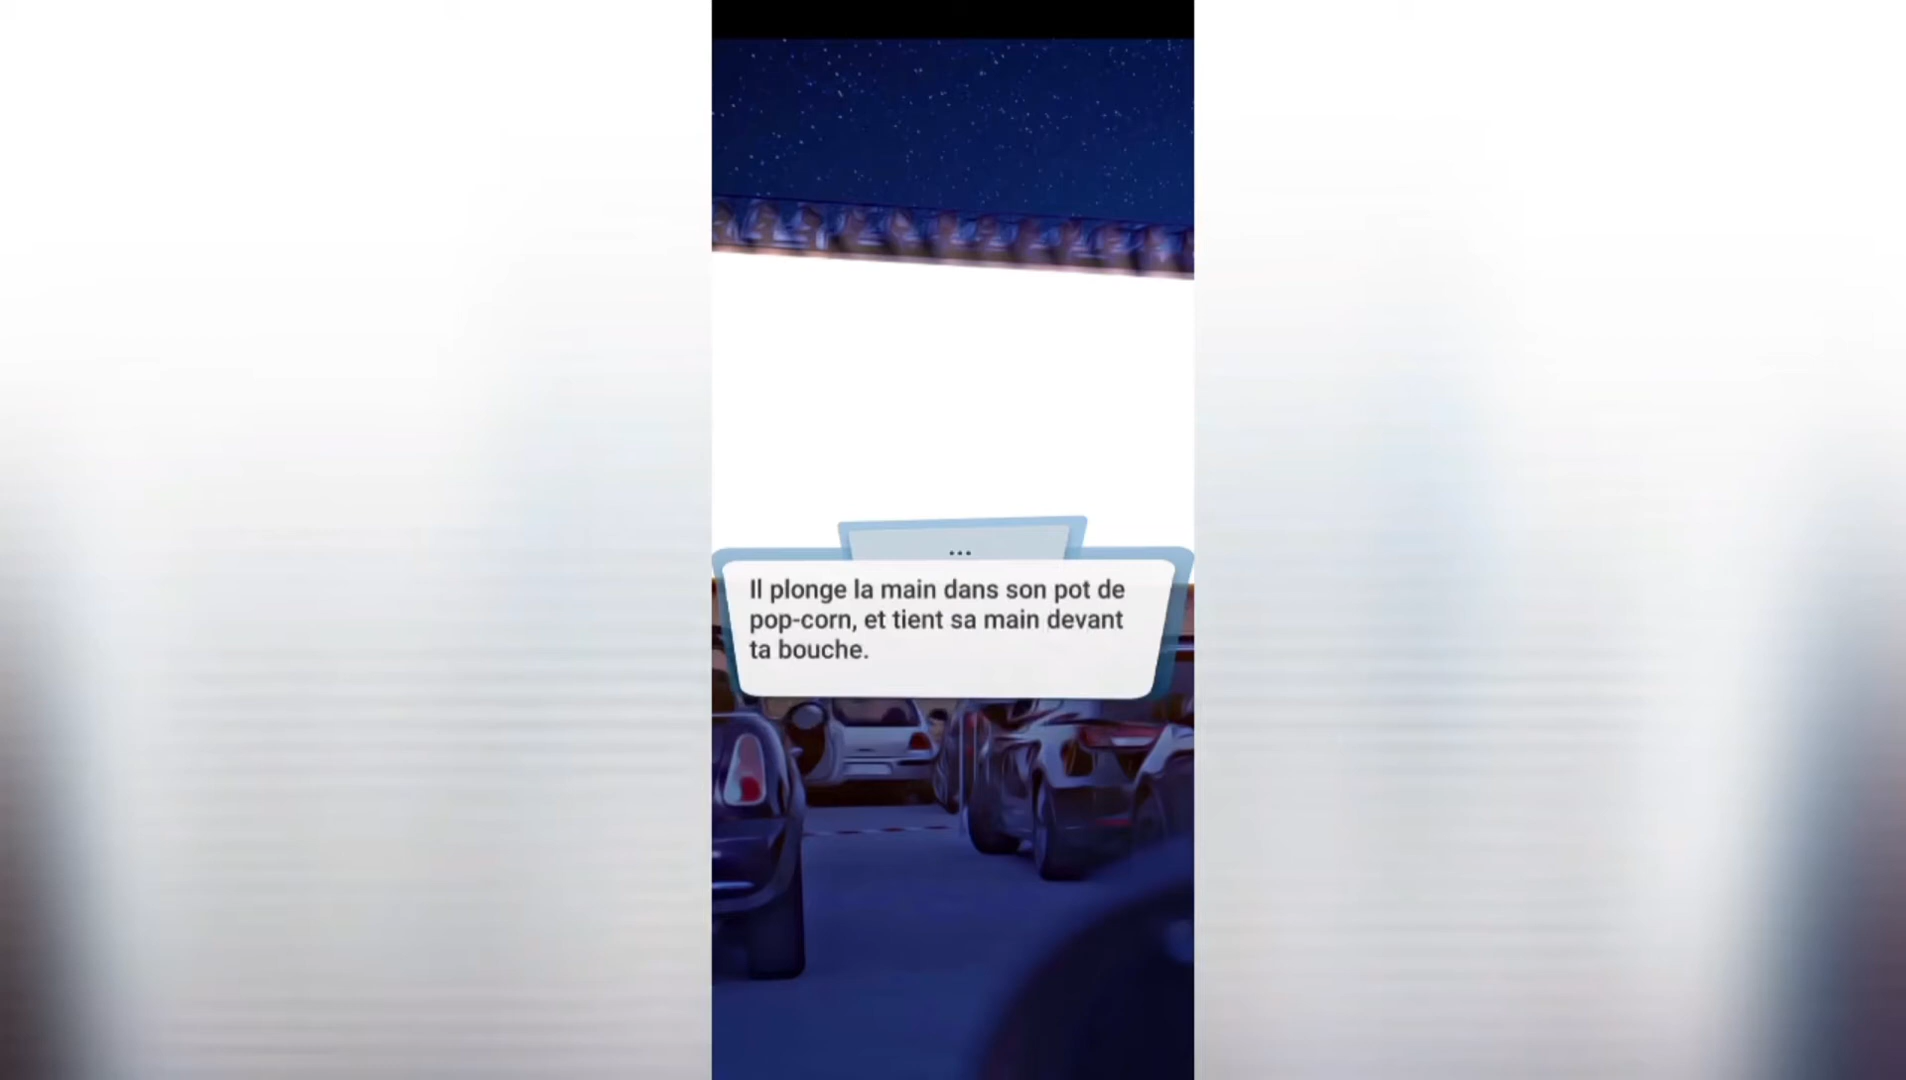 ...
Il plonge la main dans son pot de
pop-corn, et tient sa main devant
ta bouche.